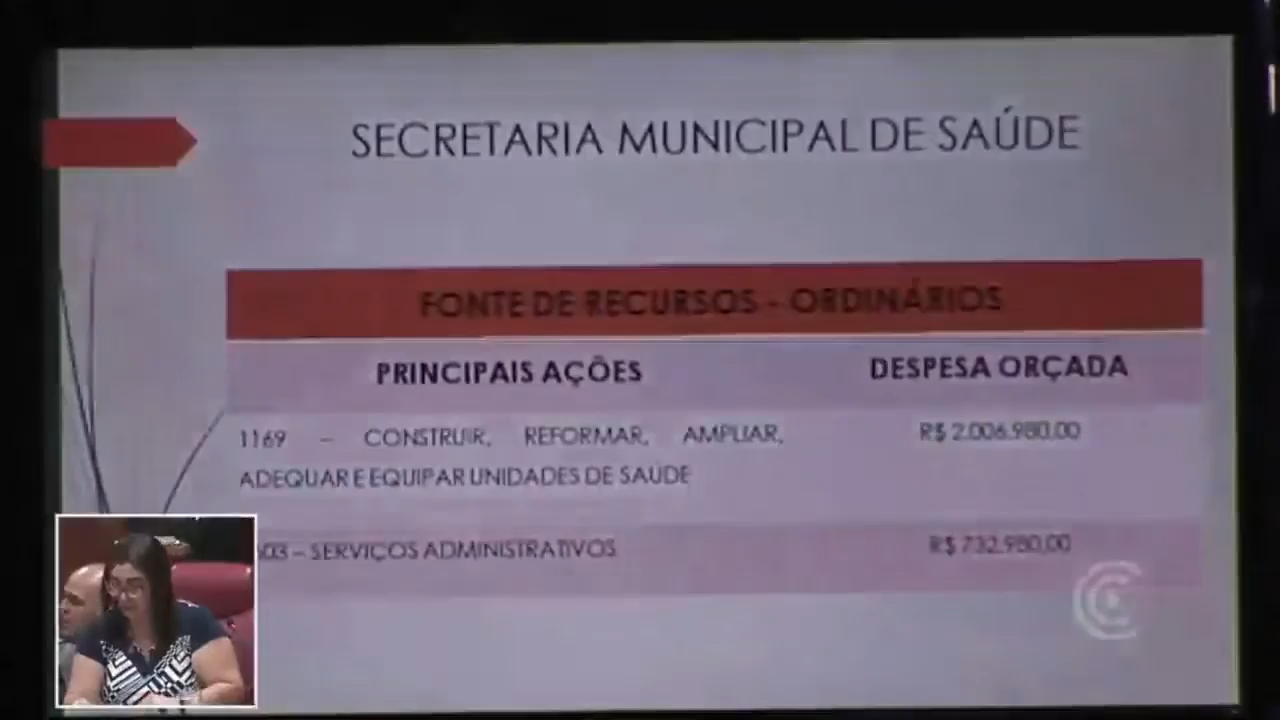 SECRETARIA MUNICIPAL DE SAÚDE
FONTE DE RECURSOS - ORDINÁRIOS
PRINCIPAIS AÇÕES DESPESA ORÇADA
1169 – CONSTRUIR, REFORMAR, AMPLIAR, R$ 2.006.980,00
ADEQUAR E EQUIPAR UNIDADES DE SAÚDE
– SERVIÇOS ADMINISTRATIVOS R$ 732.980,00